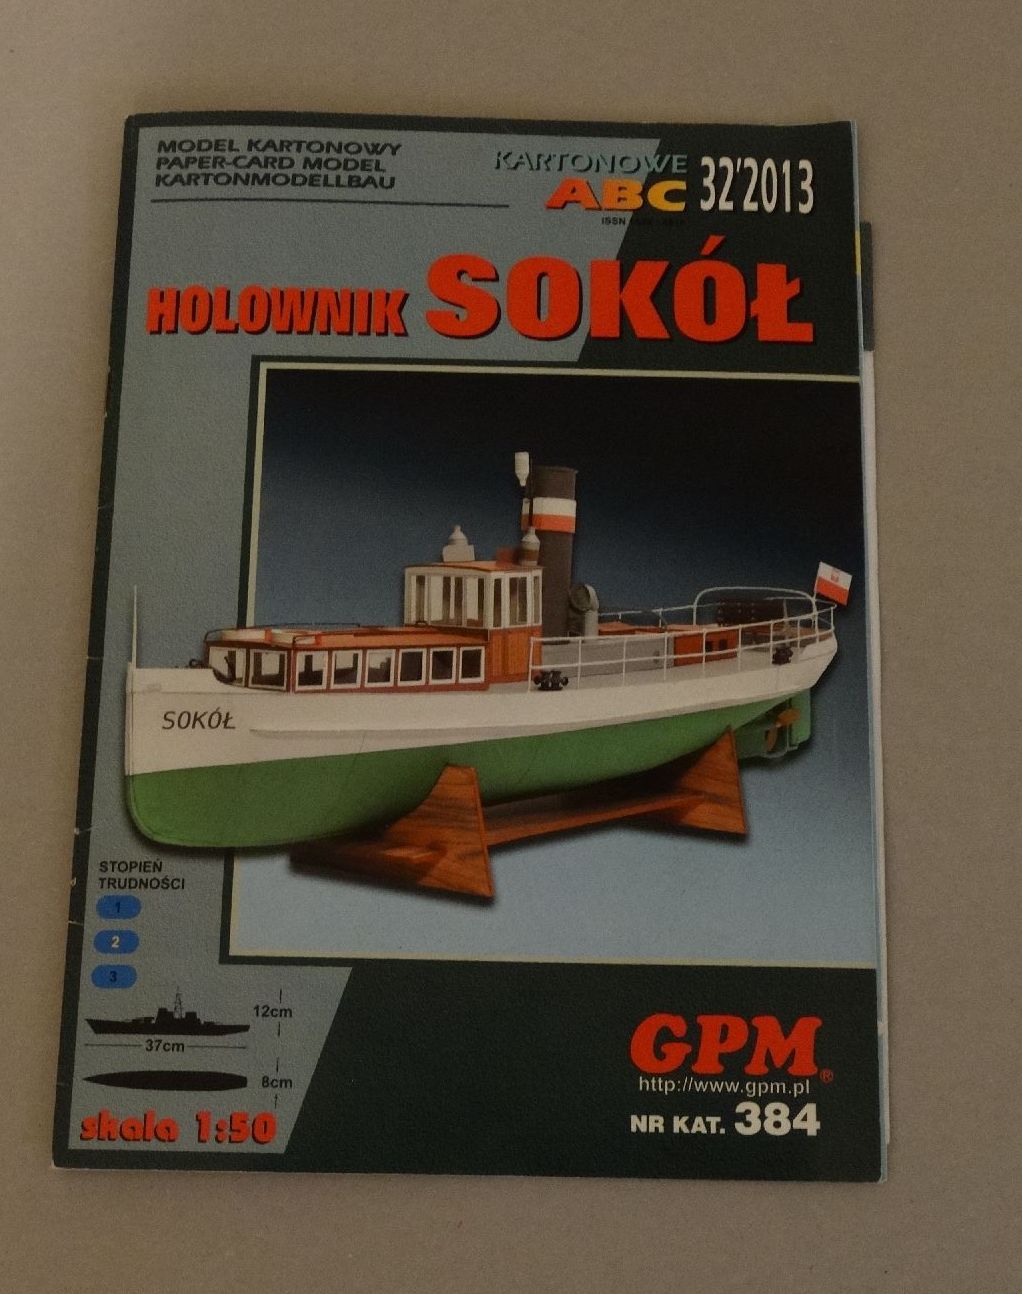 MODEL KARTONOWY
PAPER-CARD MODEL
KARTONMODELLBAU
KARTONOWE
ABC 32'2013
ISSN
HOLOWNIK SOKÓŁ
SOKÓŁ
STOPIEŃ
TRUDNOŚCI
1
2
3
12cm
37cm
8cm
skala 1:50
GPM®
http://www.gpm.pl
NR KAT. 384